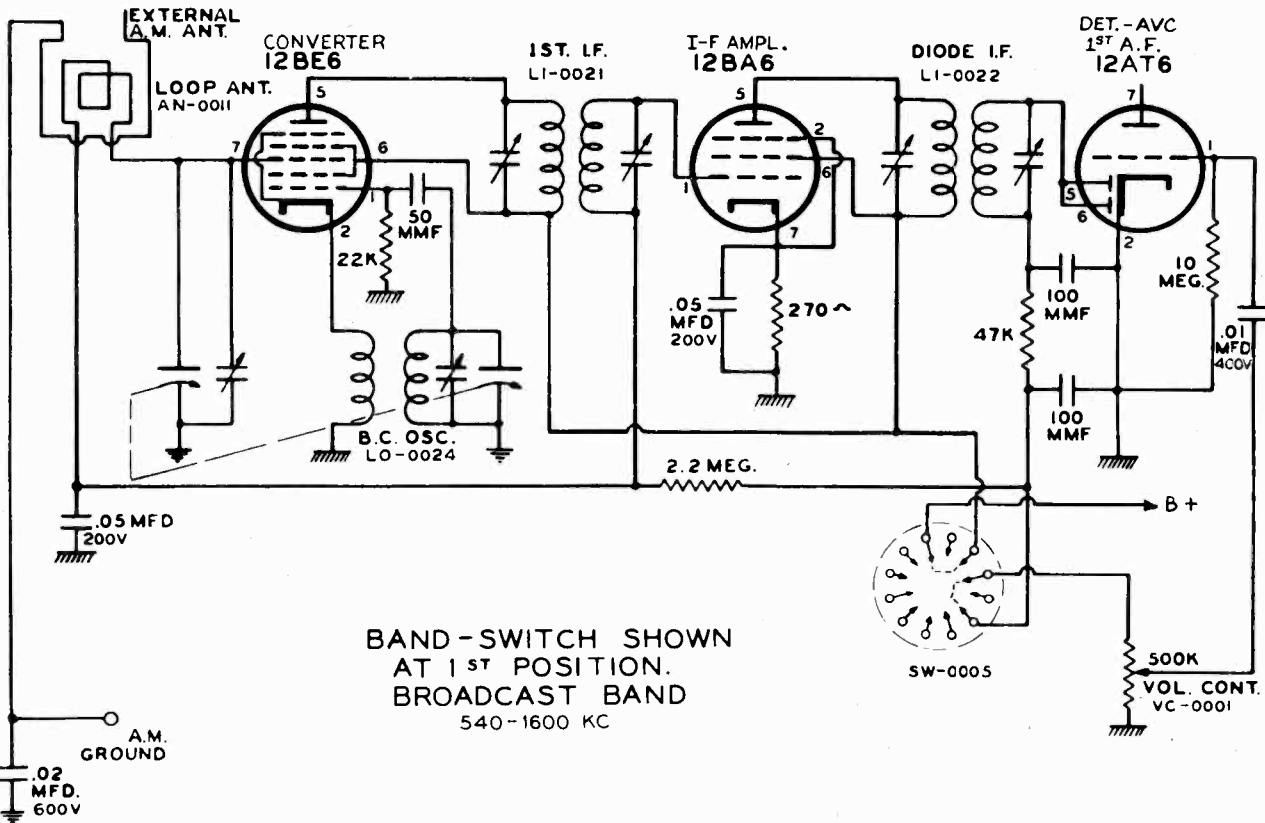 EXTERNAL
A.M. ANT.
LOOP ANT.
AN-0011
CONVERTER
12BE6
5
7
6
1
2
50
MMF
22K
1ST. I.F.
LI-0021
I-F AMPL.
12BA6
5
2
6
1
7
.05
MFD
200V
270~
DIODE I.F.
LI-0022
DET.-AVC
1ST A.F.
12AT6
7
1
5
6
2
100
MMF
47K
100
MMF
10
MEG.
.01
MFD
400V
B.C. OSC.
LO-0024
2.2 MEG.
.05 MFD
200V
B +
SW-0005
500K
VOL. CONT.
VC-0001
BAND-SWITCH SHOWN
AT 1ST POSITION.
BROADCAST BAND
540-1600 KC
A.M.
GROUND
.02
MFD.
600V